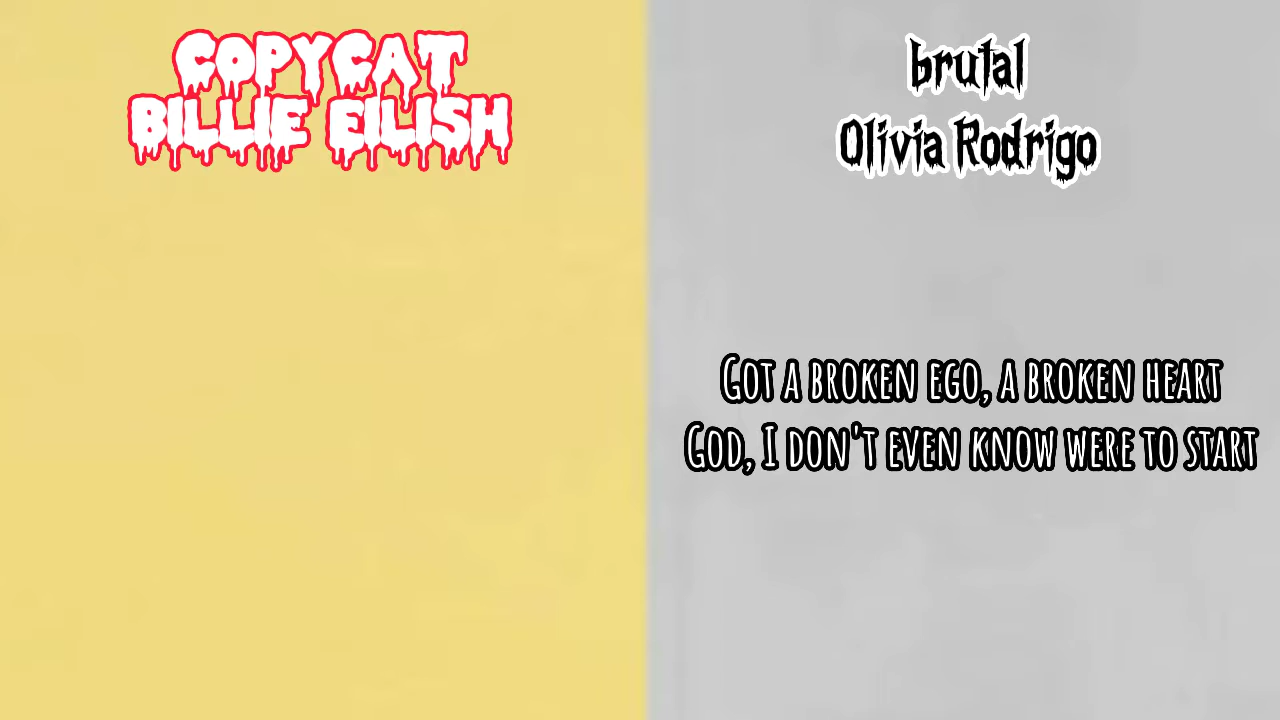 COPYCAT
BILLIE EILISH
brutal
Olivia Rodrigo
Got a broken ego, a broken heart
God, I don't even know were to start